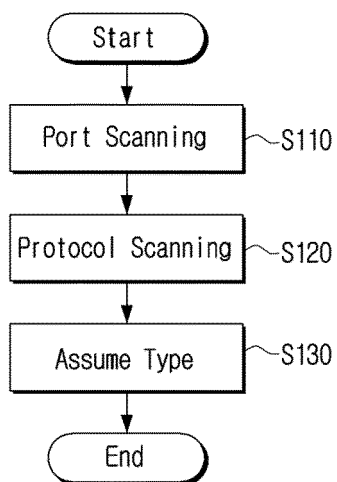 Start
Port Scanning
S110
Protocol Scanning
S120
Assume Type
S130
End